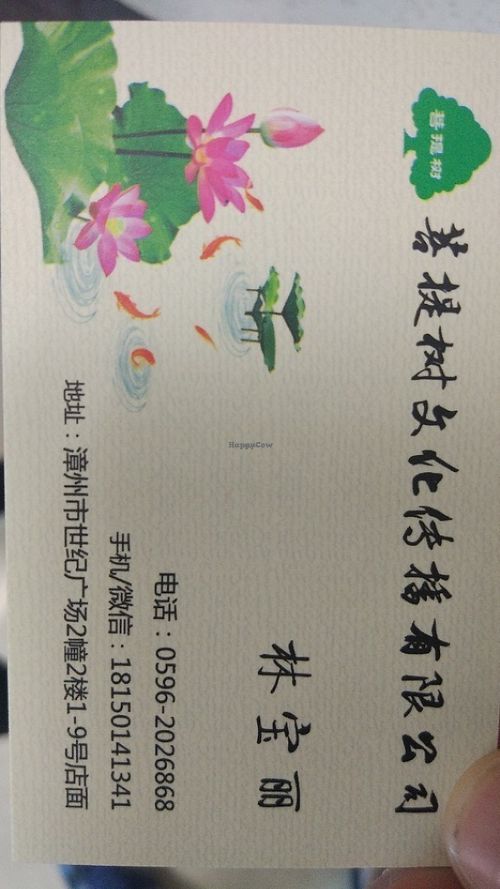 菩提树
菩提树文化传播有限公司
林宝丽
电话：0596-2026868
手机/微信：18150141341
地址：漳州市世纪广场2幢2楼1-9号店面
HappyCow